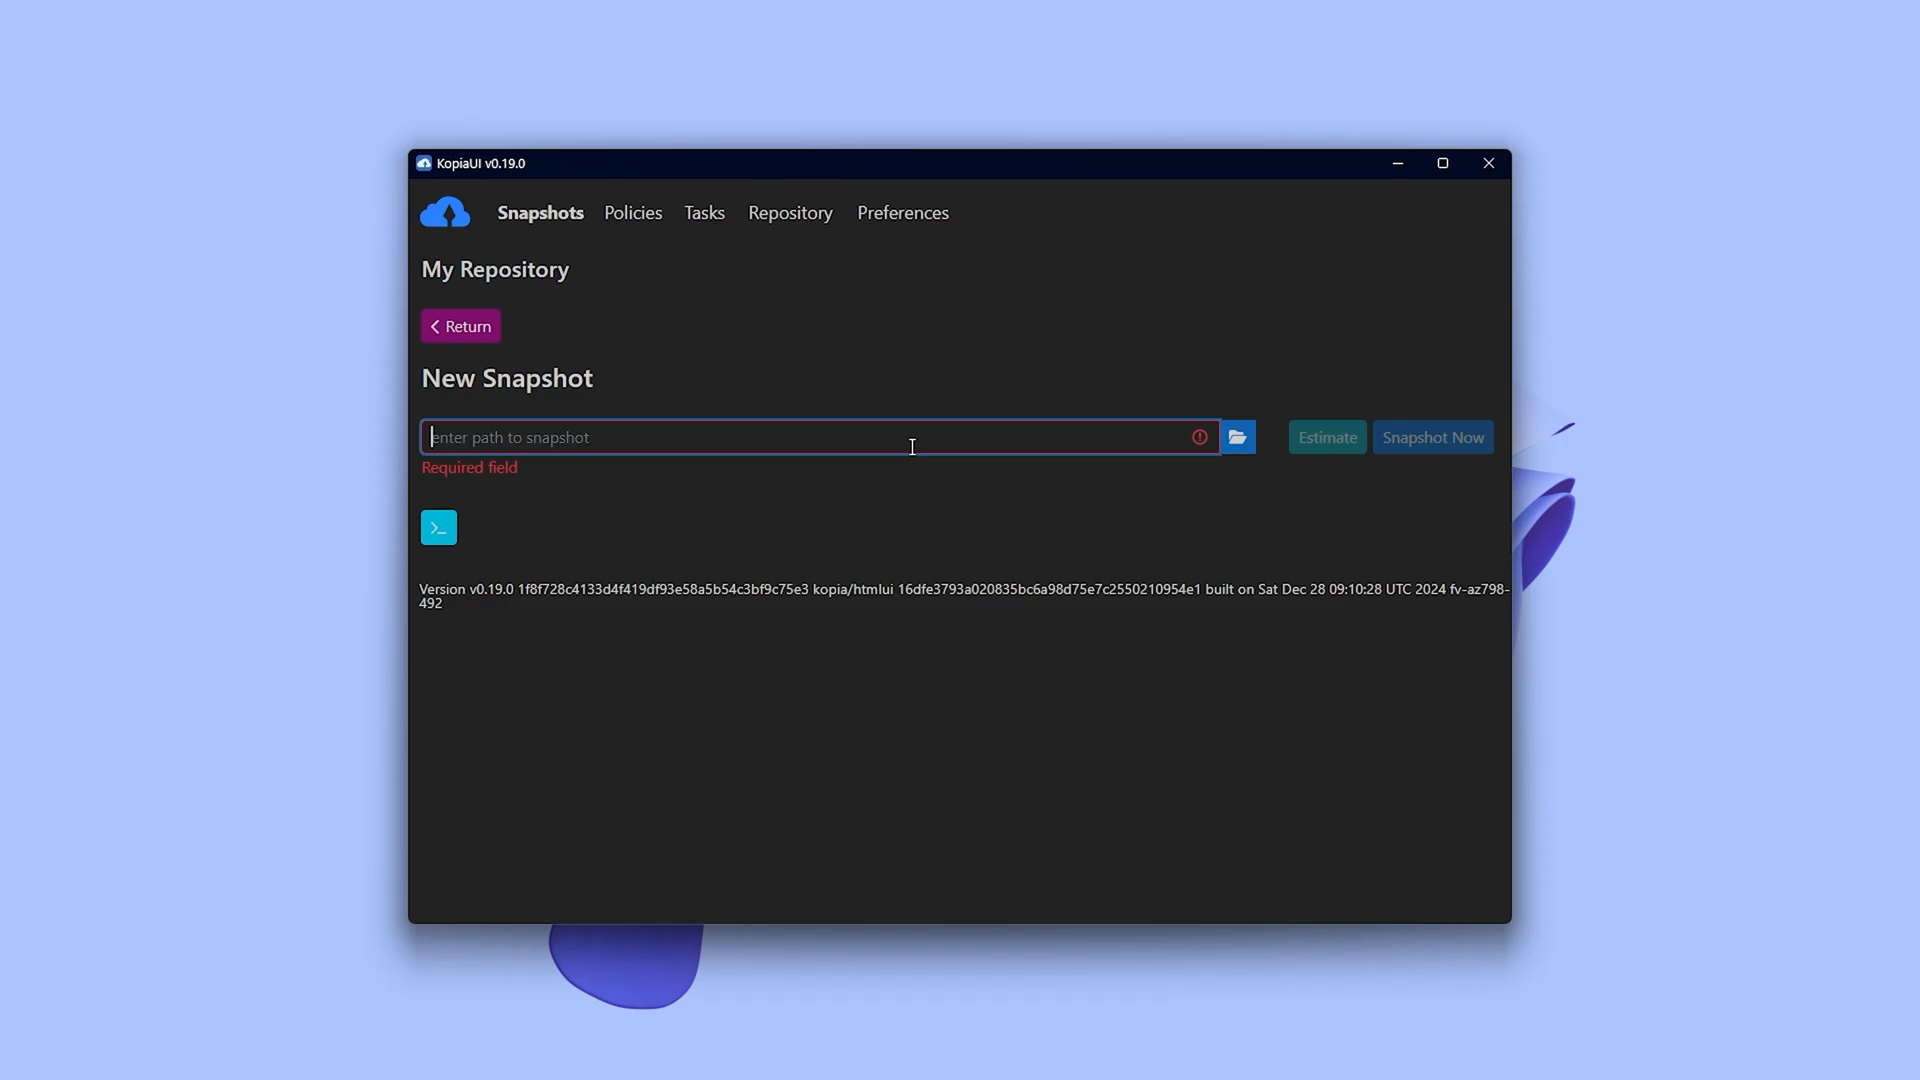 KopiaUI v0.19.0
Snapshots Policies Tasks Repository Preferences
My Repository
Return
New Snapshot
enter path to snapshot
Estimate Snapshot Now
Required field
>_
Version v0.19.0 1f8f728c4133d4f419df93e58a5b54c3bf9c75e3 kopia/htmlui 16dfe3793a020835bc6a98d75e7c2550210954e1 built on Sat Dec 28 09:10:28 UTC 2024 fv-az798-
492